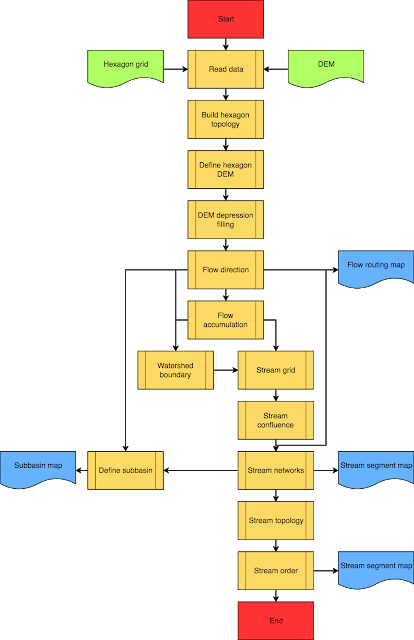 Start
Hexagon grid
Read data
DEM
Build hexagon
topology
Define hexagon
DEM
DEM depression
filling
Flow direction
Flow routing map
Flow
accumulation
Watershed
boundary
Stream grid
Stream
confluence
Subbasin map
Define subbasin
Stream networks
Stream segment map
Stream topology
Stream order
Stream segment map
End